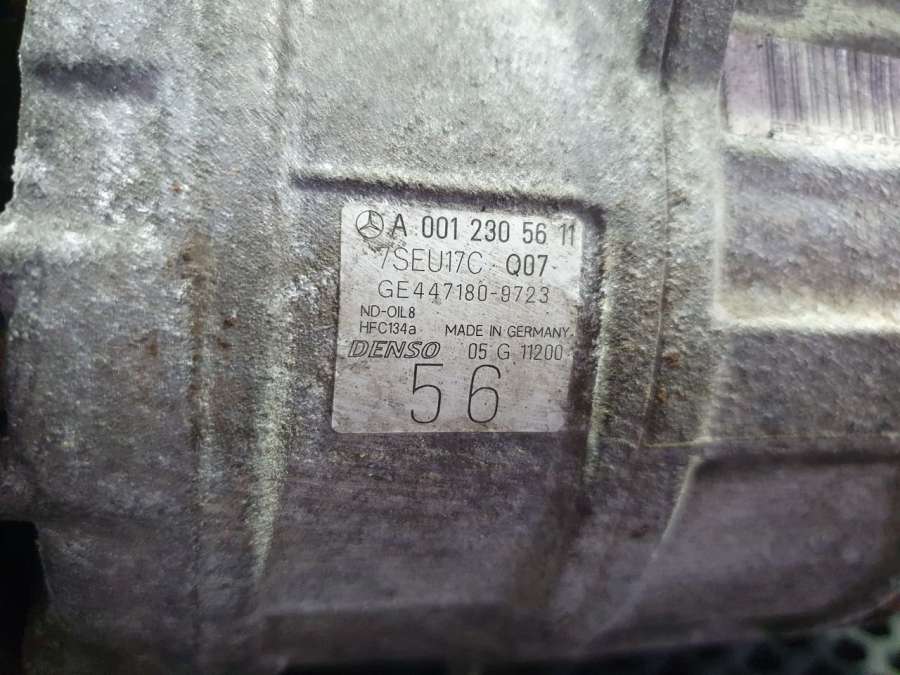 A 001 230 56 11
7SEU17C Q07
GE447180-9723
ND-OIL8
HFC134a MADE IN GERMANY
DENSO 05 G 11200
56